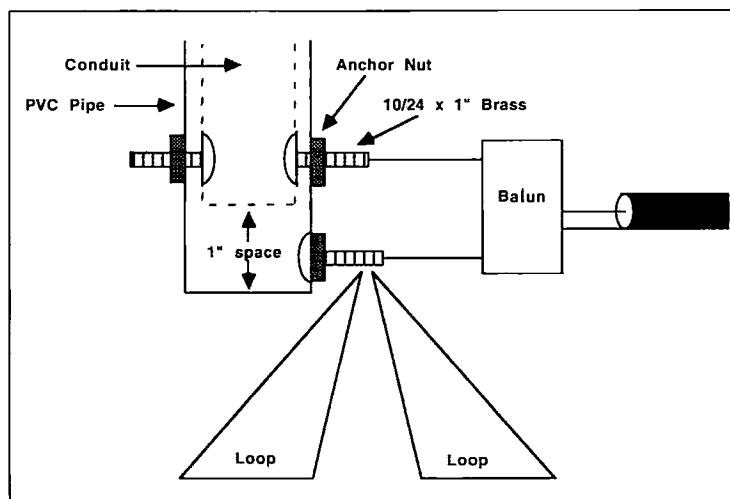 Conduit
Anchor Nut
PVC Pipe
10/24 x 1" Brass
Balun
1" space
Loop
Loop